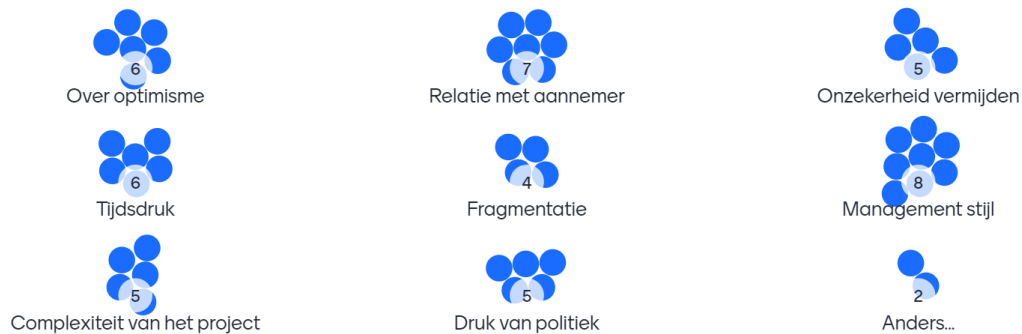 6 7 5
Over optimisme Relatie met aannemer Onzekerheid vermijden
6 4 8
Tijdsdruk Fragmentatie Management stijl
5 5 2
Complexiteit van het project Druk van politiek Anders...